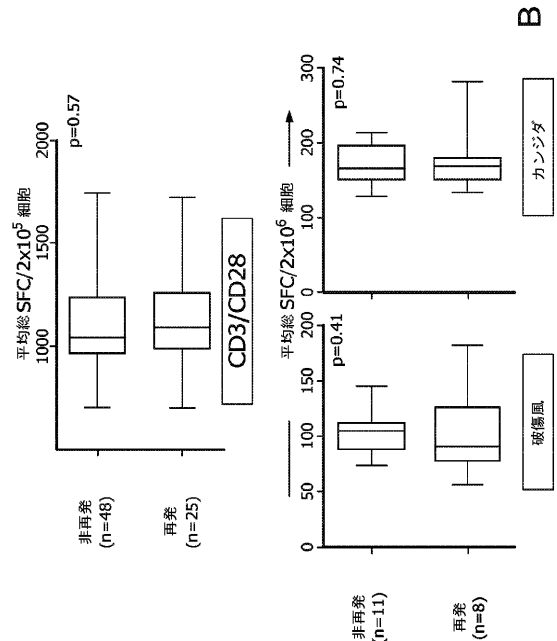 平均総 SFC/2x10⁵ 細胞
1000
1500
2000
p=0.57
非再発
(n=48)
再発
(n=25)
CD3/CD28
平均総 SFC/2x10⁶ 細胞
0
50
100
150
200
p=0.41
0
100
200
300
p=0.74
非再発
(n=11)
再発
(n=8)
破傷風
カンジダ
B